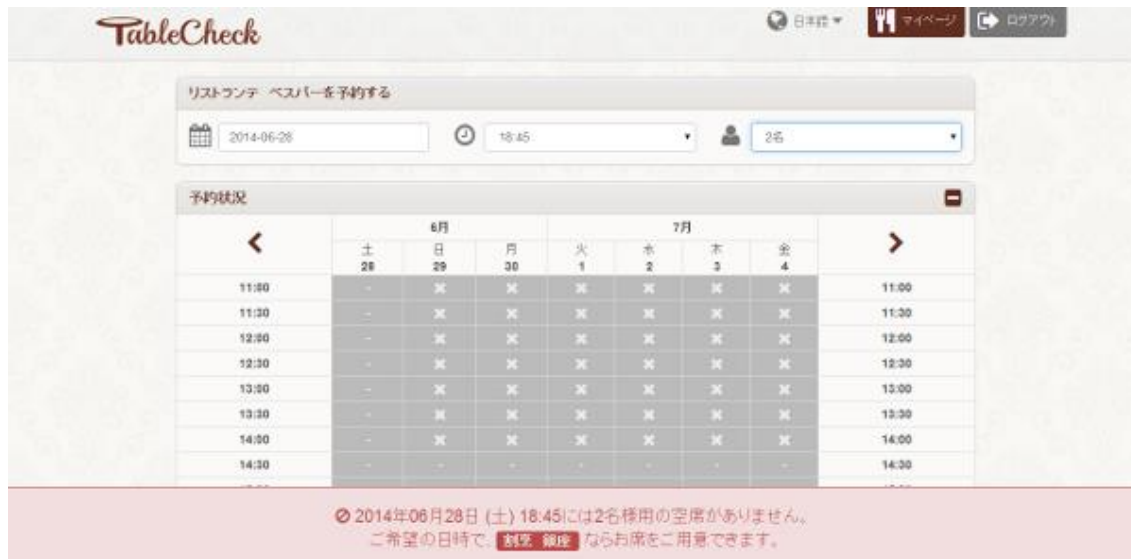 TableCheck
日本語
マイページ
ログアウト
リストランテ ベスパーを予約する
2014-06-28
18:45
2名
予約状況
6月 7月
土 日 月 火 水 木 金
28 29 30 1 2 3 4
11:00 - × × × × × × 11:00
11:30 - × × × × × × 11:30
12:00 - × × × × × × 12:00
12:30 - × × × × × × 12:30
13:00 - × × × × × × 13:00
13:30 - × × × × × × 13:30
14:00 - × × × × × × 14:00
14:30 - - - - - - - 14:30
2014年06月28日 (土) 18:45には2名様用の空席がありません。
ご希望の日時で、割烹 銀座 ならお席をご用意できます。